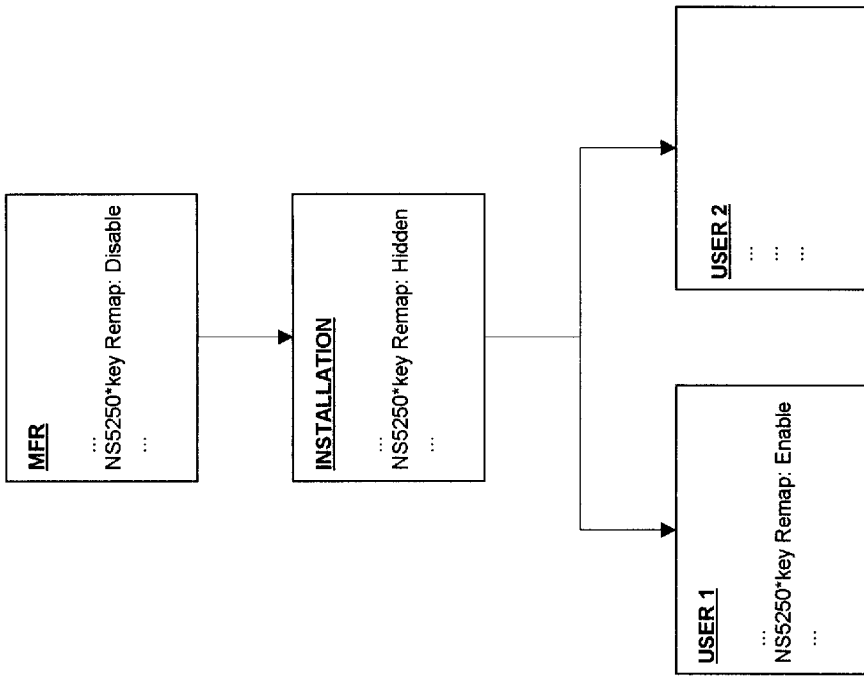 MFR
...
NS5250*key Remap: Disable
...
INSTALLATION
...
NS5250*key Remap: Hidden
...
USER 1
...
NS5250*key Remap: Enable
...
USER 2
...
...
...